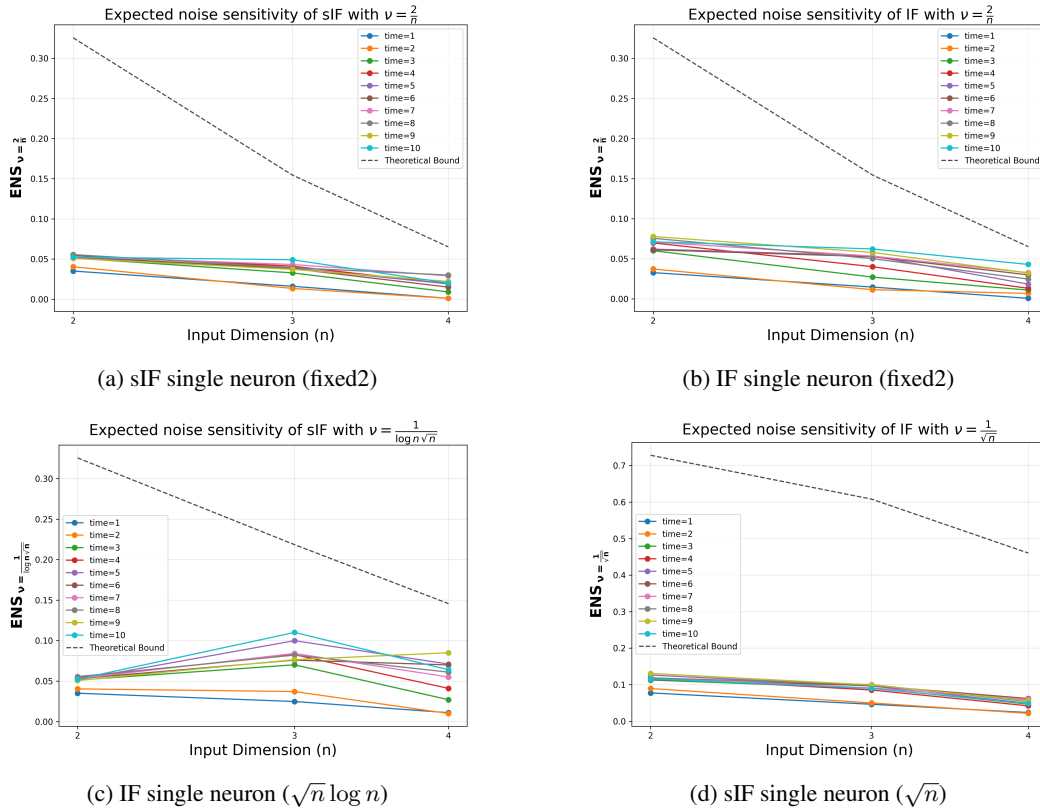 Expected noise sensitivity of sIF with ν = 2/n
ENS ν = 2/n
0.30
0.25
0.20
0.15
0.10
0.05
0.00
time=1
time=2
time=3
time=4
time=5
time=6
time=7
time=8
time=9
time=10
Theoretical Bound
2
3
4
Input Dimension (n)
(a) sIF single neuron (fixed2)
Expected noise sensitivity of IF with ν = 2/n
ENS ν = 2/n
0.30
0.25
0.20
0.15
0.10
0.05
0.00
time=1
time=2
time=3
time=4
time=5
time=6
time=7
time=8
time=9
time=10
Theoretical Bound
2
3
4
Input Dimension (n)
(b) IF single neuron (fixed2)
Expected noise sensitivity of sIF with ν = 1/(log n √n)
ENS ν = 1/(log n √n)
0.30
0.25
0.20
0.15
0.10
0.05
0.00
time=1
time=2
time=3
time=4
time=5
time=6
time=7
time=8
time=9
time=10
Theoretical Bound
2
3
4
Input Dimension (n)
(c) IF single neuron (√n log n)
Expected noise sensitivity of IF with ν = 1/√n
ENS ν = 1/√n
0.7
0.6
0.5
0.4
0.3
0.2
0.1
0.0
time=1
time=2
time=3
time=4
time=5
time=6
time=7
time=8
time=9
time=10
Theoretical Bound
2
3
4
Input Dimension (n)
(d) sIF single neuron (√n)